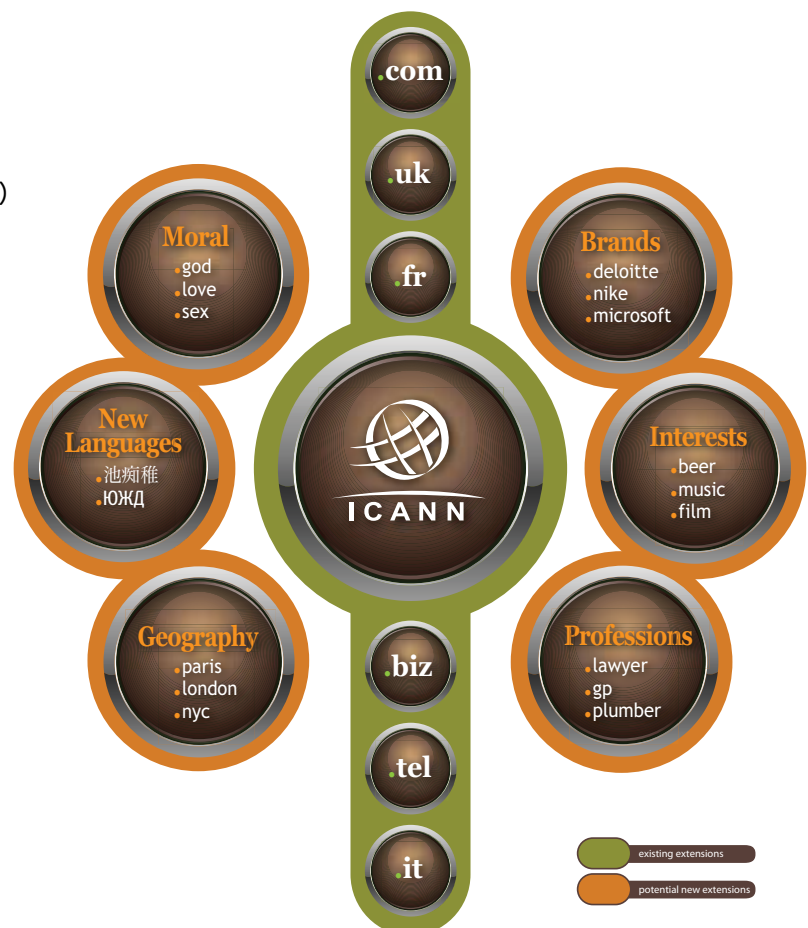 .com
.uk
.fr
)
Moral
.god
.love
.sex
Brands
.deloitte
.nike
.microsoft
New
Languages
.池痴稚
.ЮЖД
ICANN
Interests
.beer
.music
.film
Geography
.paris
.london
.nyc
Professions
.lawyer
.gp
.plumber
.biz
.tel
.it
existing extensions
potential new extensions